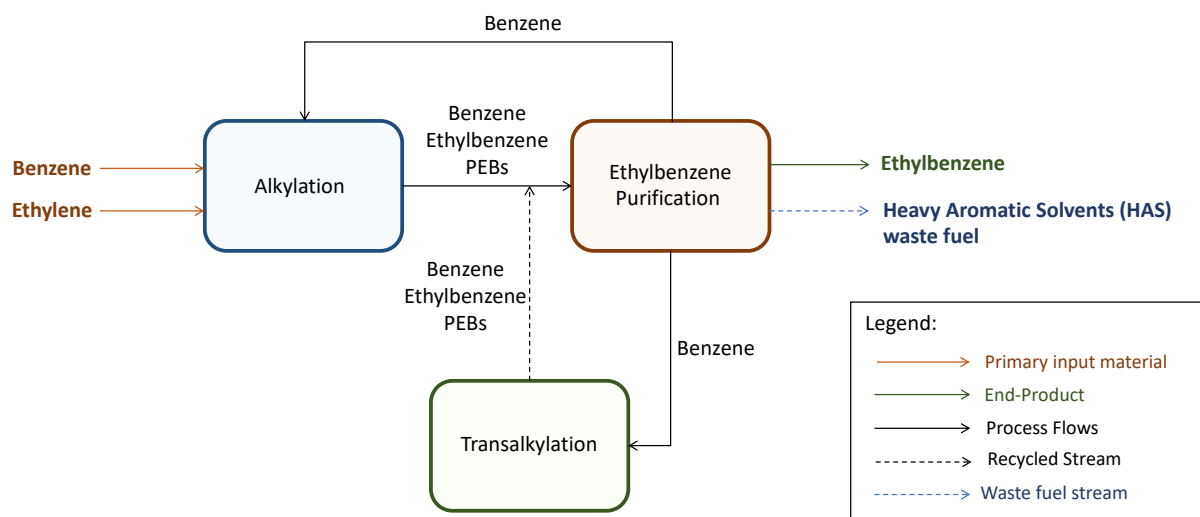 Benzene
Benzene
Ethylbenzene
PEBs
Benzene
Ethylene
Alkylation
Ethylbenzene
Purification
Ethylbenzene
Heavy Aromatic Solvents (HAS)
waste fuel
Benzene
Ethylbenzene
PEBs
Benzene
Transalkylation
Legend:
Primary input material
End-Product
Process Flows
Recycled Stream
Waste fuel stream